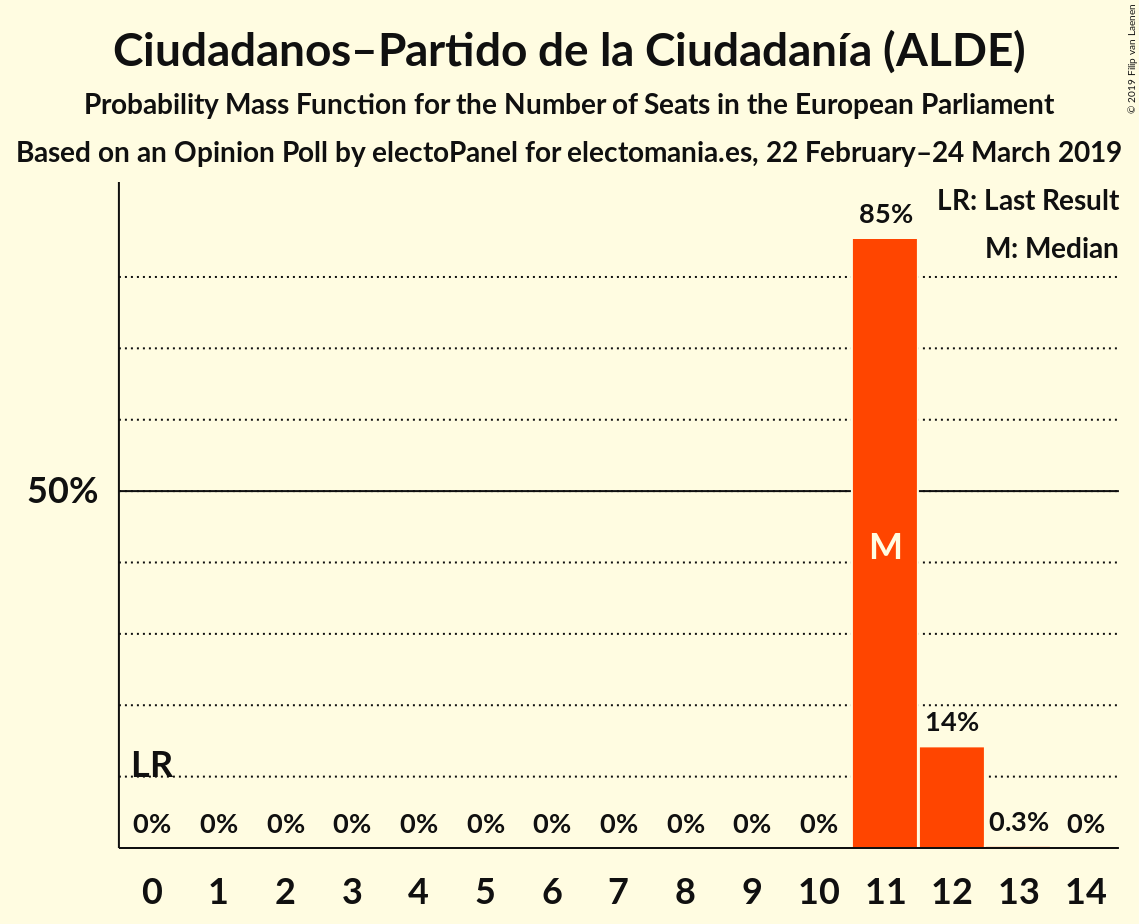 Ciudadanos–Partido de la Ciudadanía (ALDE)
Probability Mass Function for the Number of Seats in the European Parliament
Based on an Opinion Poll by electoPanel for electomania.es, 22 February–24 March 2019
© 2019 Filip van Laenen
LR: Last Result
M: Median
85%
50%
M
14%
LR
0% 0% 0% 0% 0% 0% 0% 0% 0% 0% 0% 0.3% 0%
0 1 2 3 4 5 6 7 8 9 10 11 12 13 14